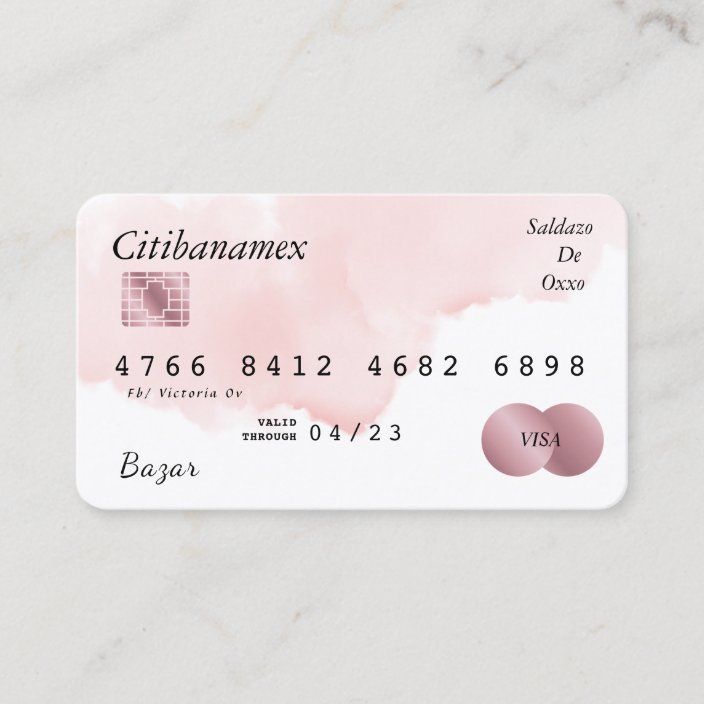 Citibanamex
Saldazo
De
Oxxo
4766 8412 4682 6898
Fb/ Victoria Ov
VALID
THROUGH 04/23
VISA
Bazar